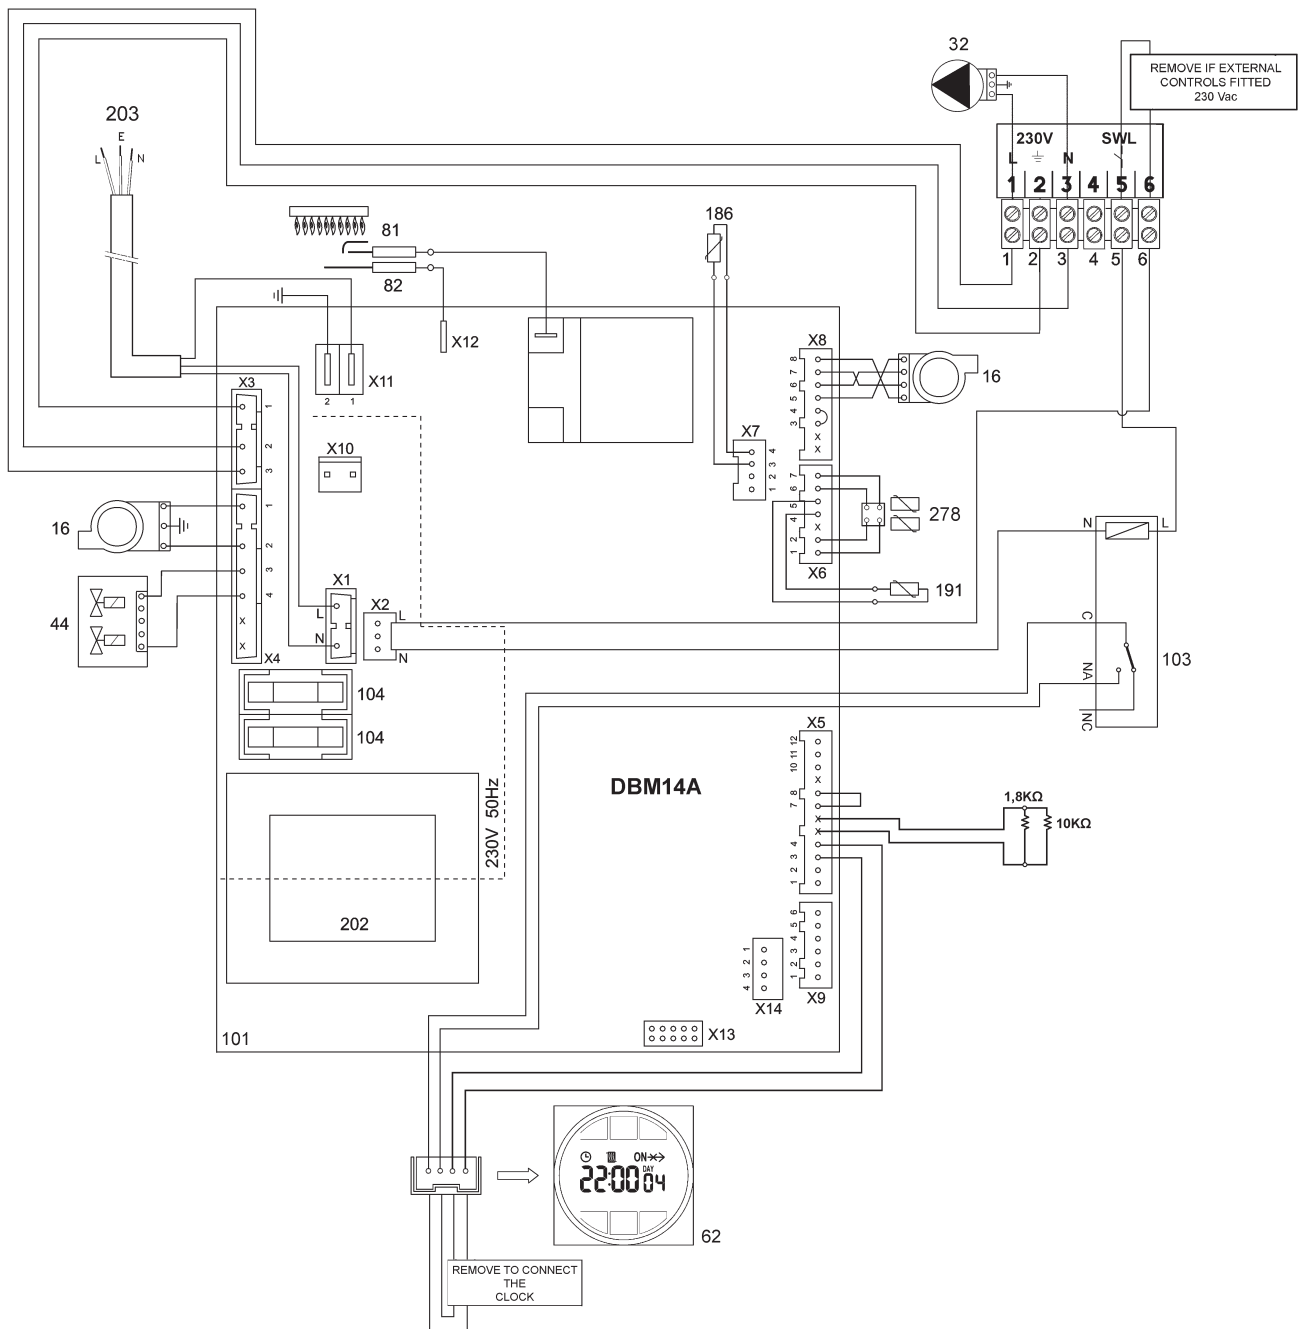 32
REMOVE IF EXTERNAL
CONTROLS FITTED
230 Vac
203
E
L N
230V SWL
L N
1 2 3 4 5 6
1 2 3 4 5 6
186
81
82
X12
X8
8
7
6
5
4
3
X
X
16
X11
2 1
X3
1
2
3
X10
X7
4
3
2
1
7
6
5
4
X
2
1
X6
278
191
16
1
2
3
4
X
X
X4
44
X1
L
N
X2
L
N
N L
C
NA
NC
103
104
104
230V 50Hz
202
DBM14A
X5
12
11
10
X
8
7
X
X
4
3
2
1
1,8KΩ
10KΩ
6
5
4
3
2
1
X9
1
2
3
4
X14
X13
101
ON
22:00 DAY 04
62
REMOVE TO CONNECT
THE
CLOCK